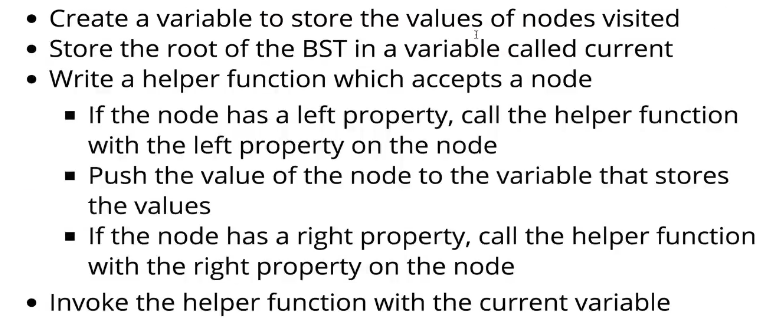 Create a variable to store the values of nodes visited
Store the root of the BST in a variable called current
Write a helper function which accepts a node
If the node has a left property, call the helper function
with the left property on the node
Push the value of the node to the variable that stores
the values
If the node has a right property, call the helper function
with the right property on the node
Invoke the helper function with the current variable